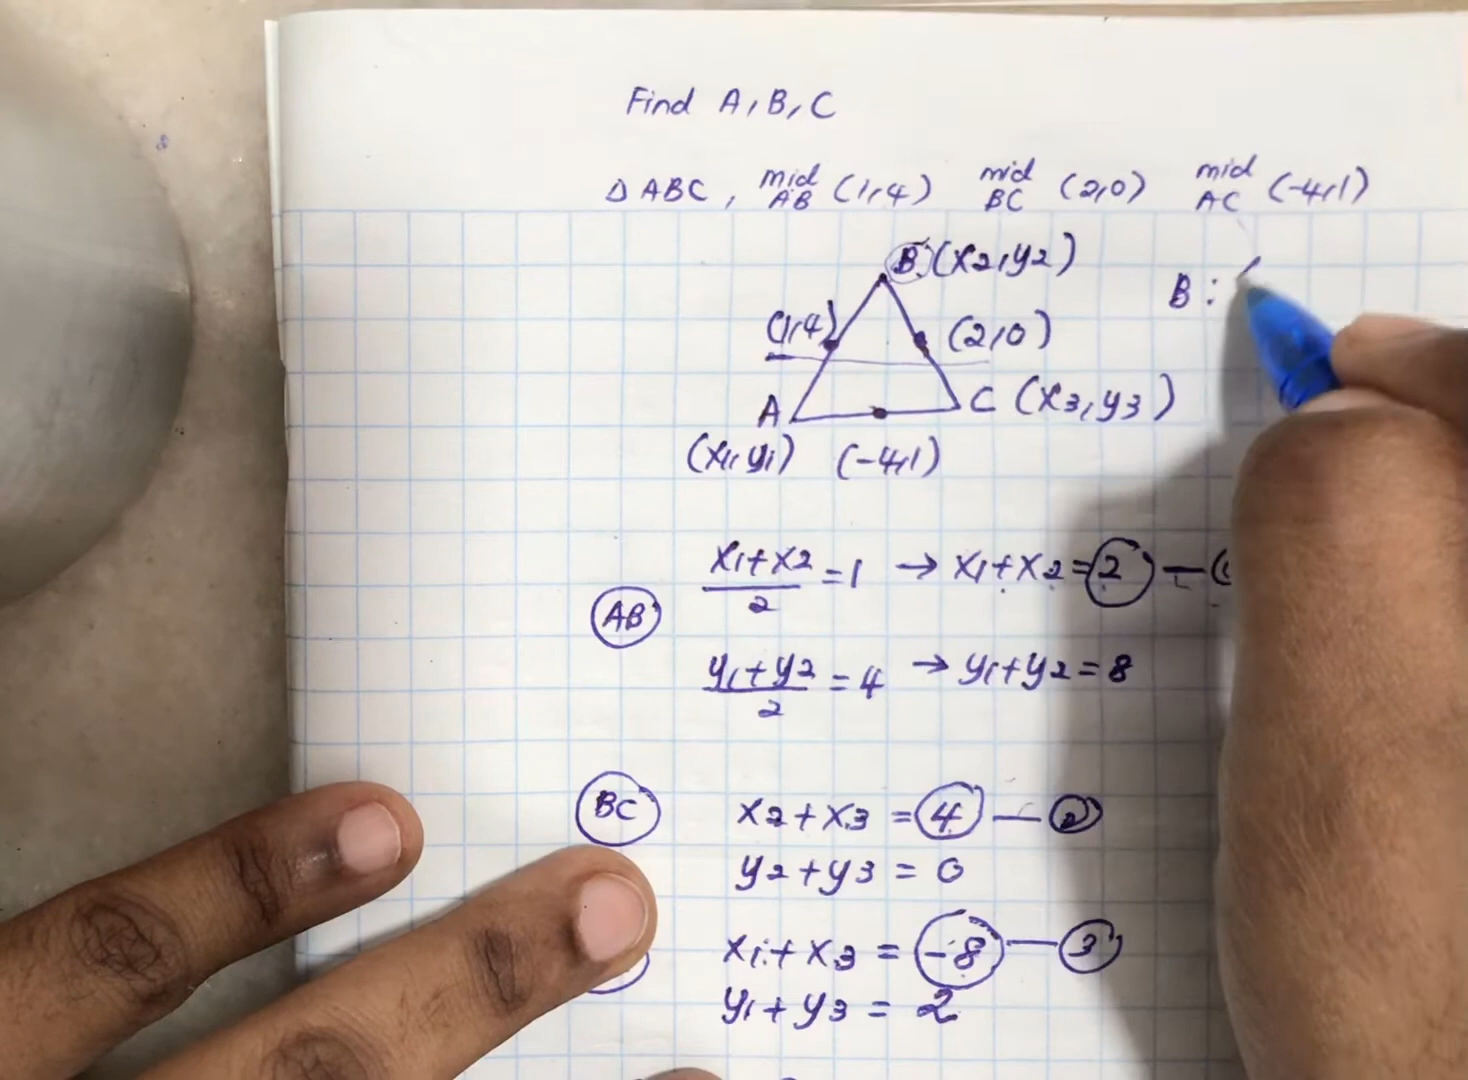 Find A, B, C
△ ABC, mid AB (1,4) mid BC (2,0) mid AC (-4,1)
B (x2,y2)
B :
(1,4)
(2,0)
A
C (x3,y3)
(x1,y1) (-4,1)
x1+x2/2 = 1 → x1+x2 = 2 —
AB
y1+y2/2 = 4 → y1+y2 = 8
BC x2+x3 = 4 — 2
y2+y3 = 0
x1+x3 = -8 — 3
y1+y3 = 2